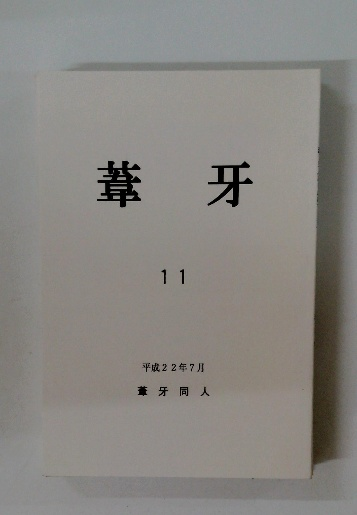 葦 牙
11
平成22年7月
葦牙同人